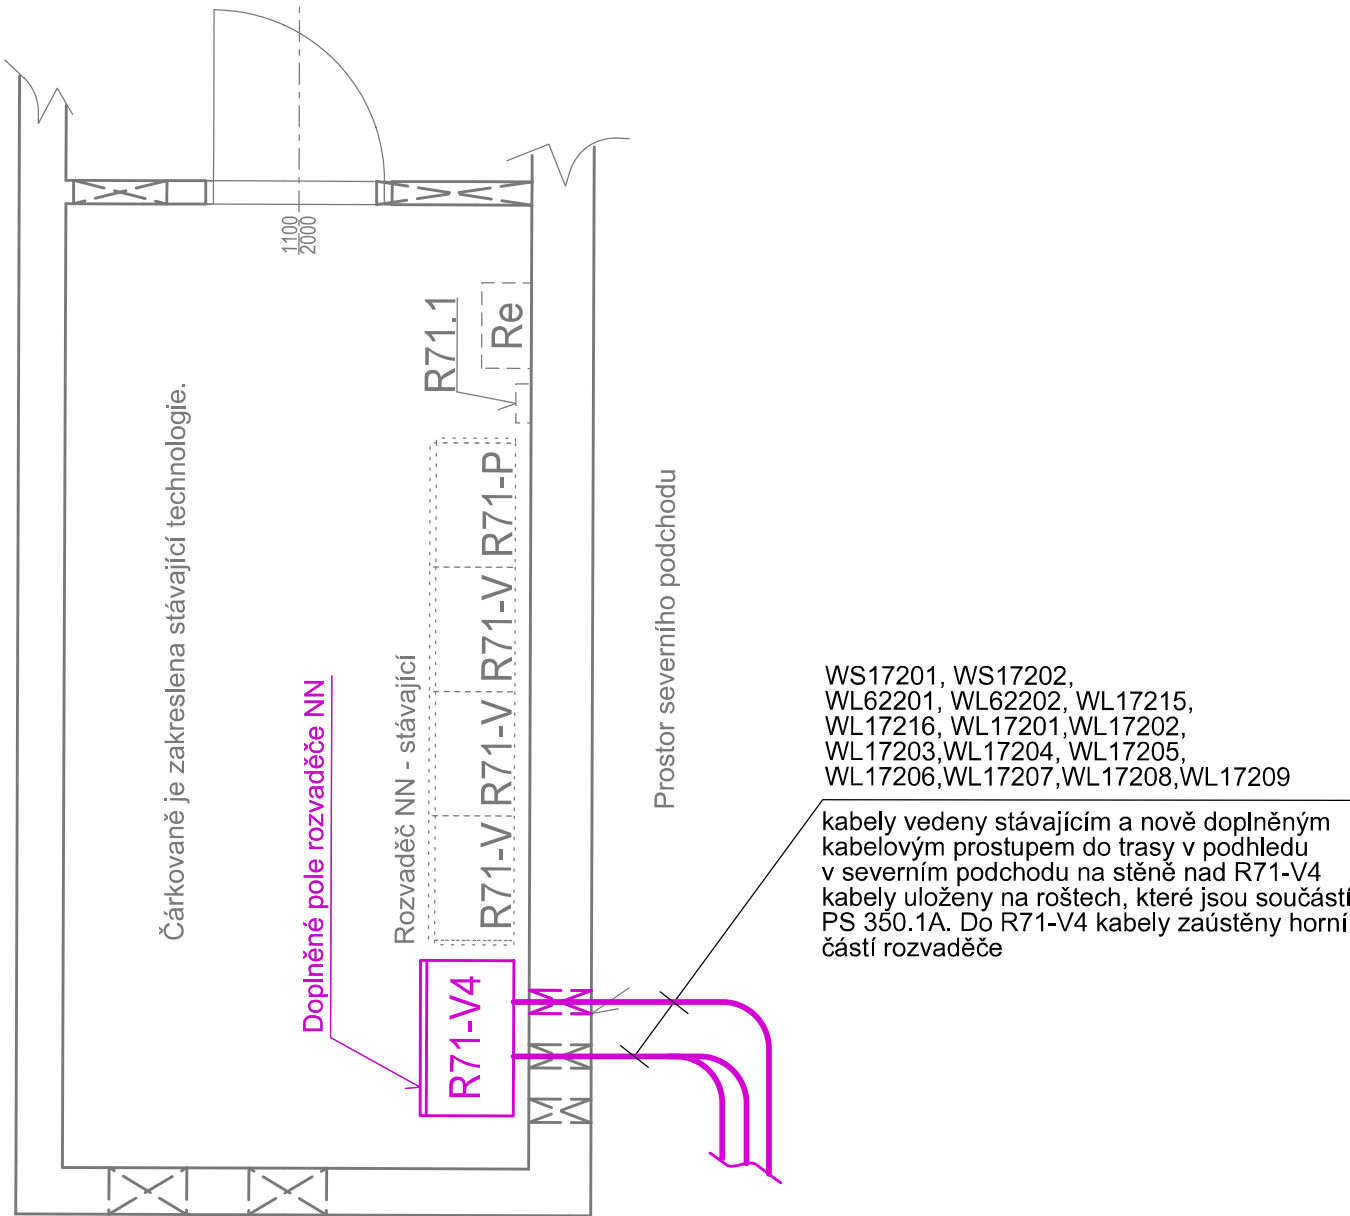 1100
2000
R71.1
Re
Čárkovaně je zakreslena stávající technologie.
R71-P
R71-V
R71-V
R71-V
Rozvaděč NN - stávající
Prostor severního podchodu
Doplněné pole rozvaděče NN
R71-V4
WS17201, WS17202,
WL62201, WL62202, WL17215,
WL17216, WL17201,WL17202,
WL17203,WL17204, WL17205,
WL17206,WL17207,WL17208,WL17209
kabely vedeny stávajícím a nově doplněným
kabelovým prostupem do trasy v podhledu
v severním podchodu na stěně nad R71-V4
kabely uloženy na roštech, které jsou součástí
PS 350.1A. Do R71-V4 kabely zaústěny horní
částí rozvaděče